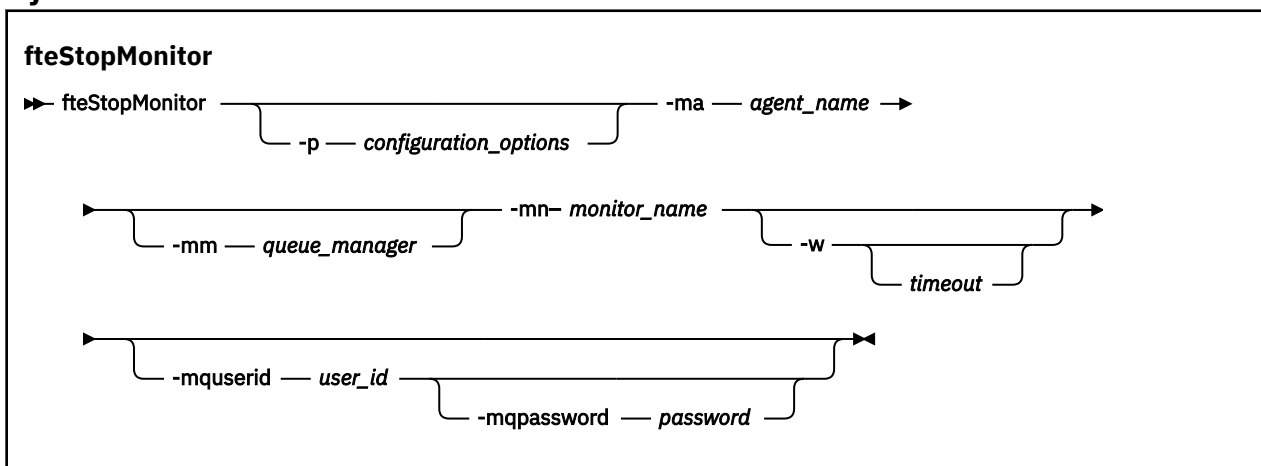 fteStopMonitor
fteStopMonitor -ma agent_name
-p configuration_options
-mn monitor_name
-mm queue_manager -w
timeout
-mquserid user_id
-mqpassword password